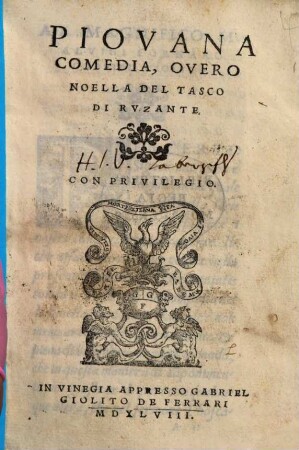 PIOVANA
COMEDIA, OVERO
NOELLA DEL TASCO
DI RVZANTE.
CON PRIVILEGIO.
G G
F
IN VINEGIA APPRESSO GABRIEL
GIOLITO DE FERRARI
MDXLVIII.